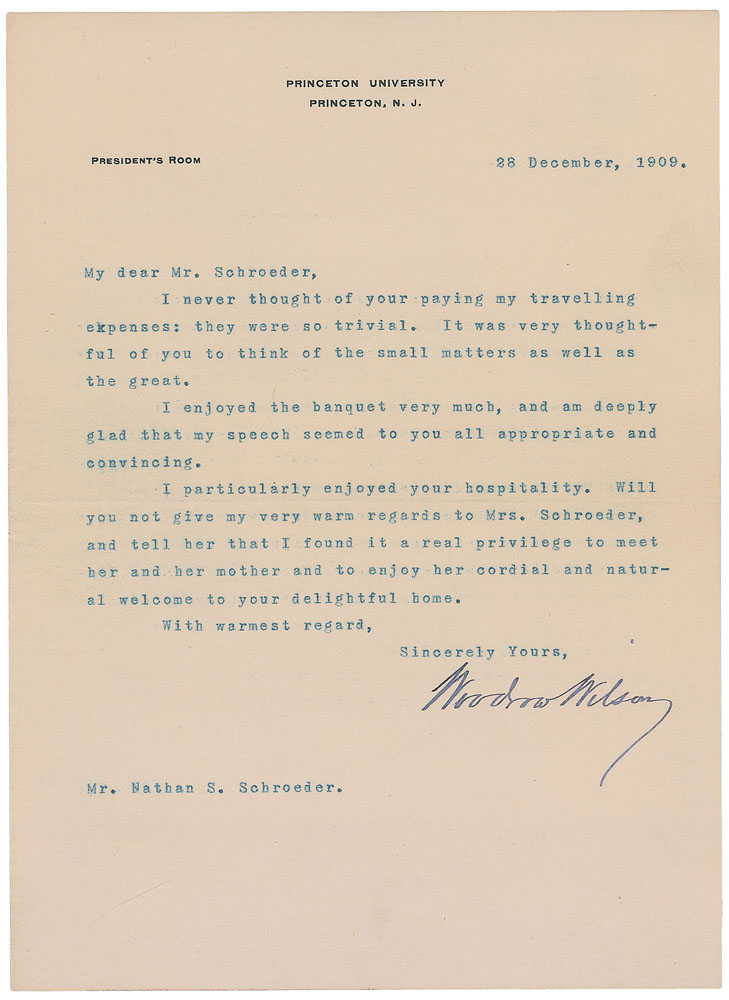 PRINCETON UNIVERSITY
PRINCETON, N. J.
PRESIDENT'S ROOM
28 December, 1909.
My dear Mr. Schroeder,
I never thought of your paying my travelling
expenses: they were so trivial. It was very thought-
ful of you to think of the small matters as well as
the great.
I enjoyed the banquet very much, and am deeply
glad that my speech seemed to you all appropriate and
convincing.
I particularly enjoyed your hospitality. Will
you not give my very warm regards to Mrs. Schroeder,
and tell her that I found it a real privilege to meet
her and her mother and to enjoy her cordial and natur-
al welcome to your delightful home.
With warmest regard,
Sincerely Yours,
Woodrow Wilson
Mr. Nathan S. Schroeder.